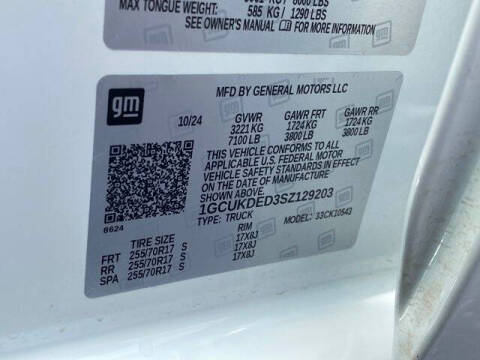 MAX TONGUE WEIGHT: 585 KG / 1290 LBS
SEE OWNER'S MANUAL FOR MORE INFORMATION
gm
MFD BY GENERAL MOTORS LLC
10/24 GVWR GAWR FRT GAWR RR
3221 KG 1724 KG 1724 KG
7100 LB 3800 LB 3800 LB
THIS VEHICLE CONFORMS TO ALL
APPLICABLE U.S. FEDERAL MOTOR
VEHICLE SAFETY STANDARDS IN
EFFECT ON THE DATE OF MANUFACTURE
SHOWN ABOVE.
1GCUKDED3SZ129203
TYPE: TRUCK MODEL: 33CK10543
8624
TIRE SIZE RIM
FRT 255/70R17 S 17X8J
RR 255/70R17 S 17X8J
SPA 255/70R17 S 17X8J